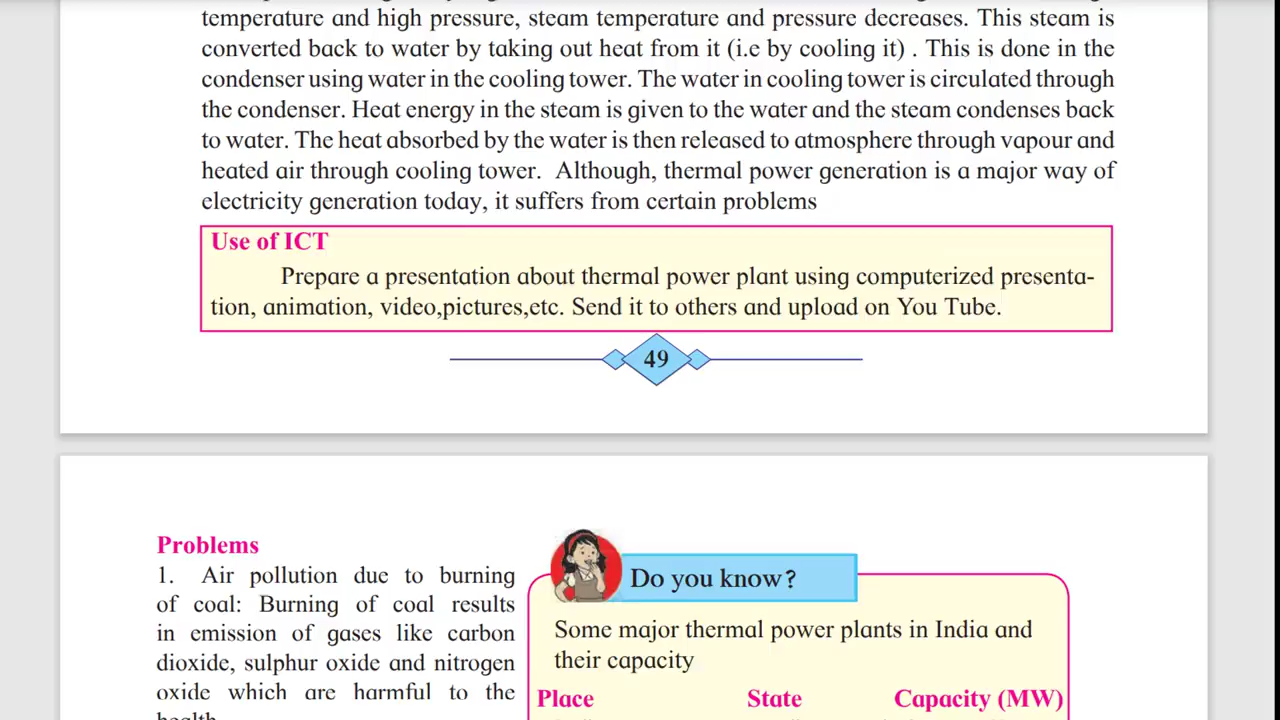 temperature and high pressure, steam temperature and pressure decreases. This steam is
converted back to water by taking out heat from it (i.e by cooling it) . This is done in the
condenser using water in the cooling tower. The water in cooling tower is circulated through
the condenser. Heat energy in the steam is given to the water and the steam condenses back
to water. The heat absorbed by the water is then released to atmosphere through vapour and
heated air through cooling tower.  Although, thermal power generation is a major way of
electricity generation today, it suffers from certain problems
Use of ICT
Prepare a presentation about thermal power plant using computerized presenta-
tion, animation, video,pictures,etc. Send it to others and upload on You Tube.
49
Problems
1. Air pollution due to burning
of coal: Burning of coal results
in emission of gases like carbon
dioxide, sulphur oxide and nitrogen
oxide which are harmful to the
health
Do you know?
Some major thermal power plants in India and
their capacity
Place State Capacity (MW)